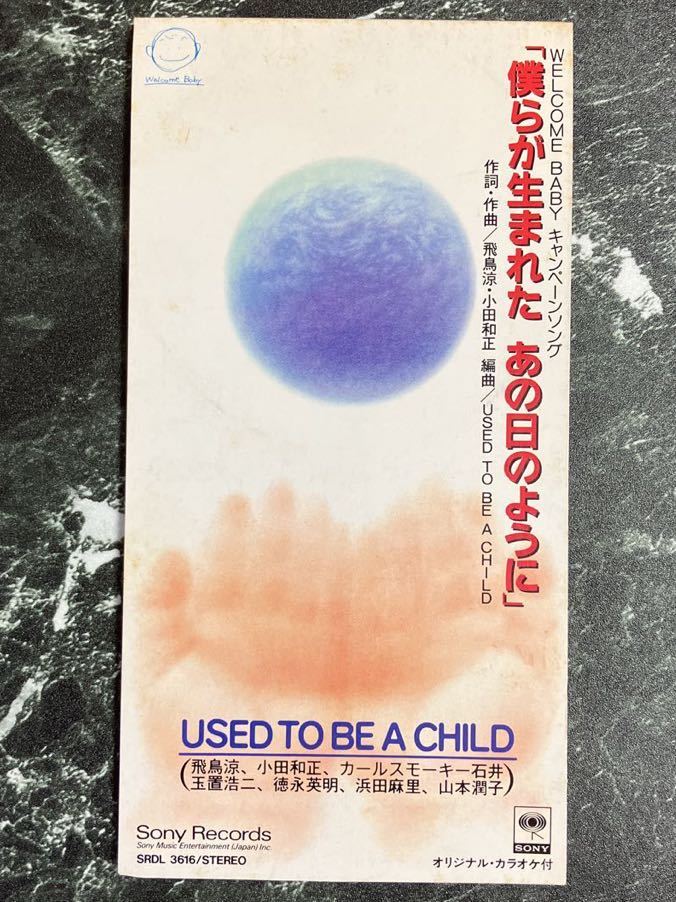 Welcome Baby
WELCOME BABY キャンペーンソング
「僕らが生まれた あの日のように」
作詞・作曲／飛鳥涼・小田和正 編曲／USED TO BE A CHILD
USED TO BE A CHILD
(飛鳥涼、小田和正、カールスモーキー石井
玉置浩二、徳永英明、浜田麻里、山本潤子)
Sony Records
Sony Music Entertainment (Japan) Inc.
SRDL 3616/STEREO
SONY
オリジナル・カラオケ付